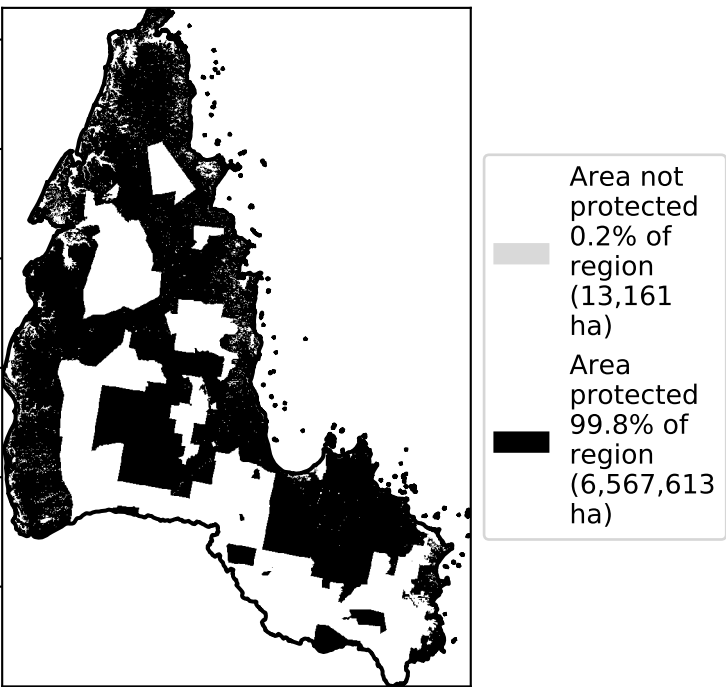 Area not
protected
0.2% of
region
(13,161
ha)
Area
protected
99.8% of
region
(6,567,613
ha)